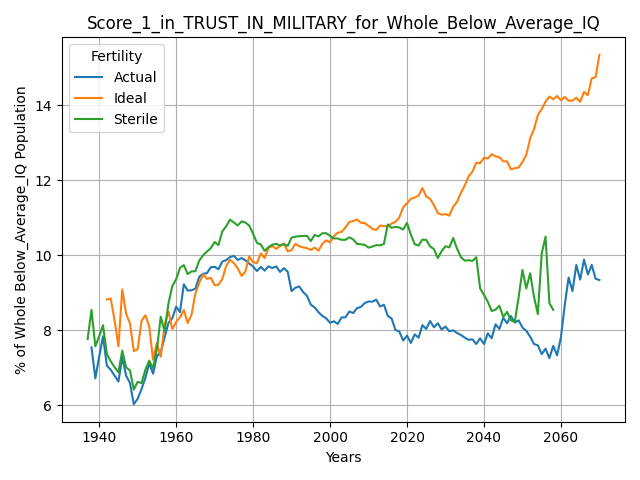 Score_1_in_TRUST_IN_MILITARY_for_Whole_Below_Average_IQ
Fertility
Actual
Ideal
Sterile
% of Whole Below_Average_IQ Population
14
12
10
8
6
1940 1960 1980 2000 2020 2040 2060
Years